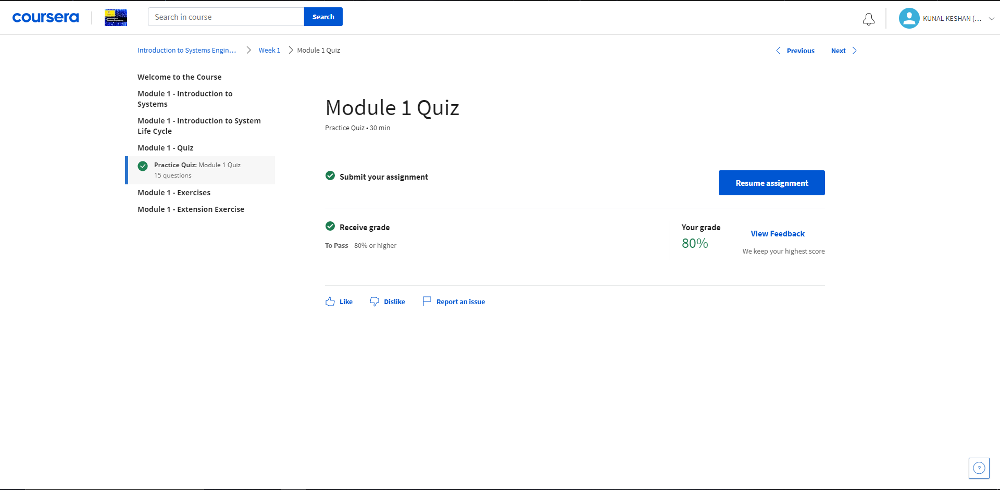 coursera
Search in course
Search
KUNAL KESHAN (...
Introduction to Systems Engin...
Week 1
Module 1 Quiz
Previous
Next
Welcome to the Course
Module 1 - Introduction to
Systems
Module 1 - Introduction to System
Life Cycle
Module 1 - Quiz
Practice Quiz: Module 1 Quiz
15 questions
Module 1 - Exercises
Module 1 - Extension Exercise
Module 1 Quiz
Practice Quiz • 30 min
Submit your assignment
Resume assignment
Receive grade
To Pass 80% or higher
Your grade
80%
View Feedback
We keep your highest score
Like
Dislike
Report an issue
?